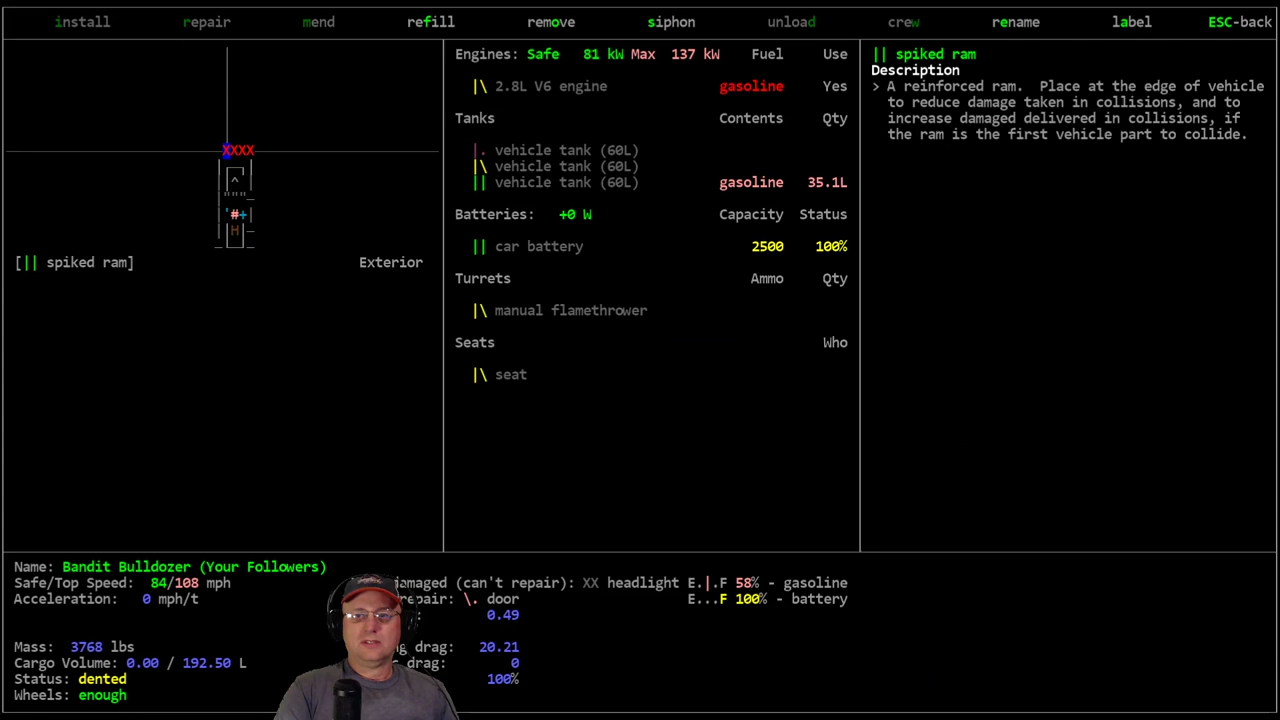 install repair mend refill remove siphon unload crew rename label ESC-back
Engines: Safe 81 kW Max 137 kW Fuel Use
|\ 2.8L V6 engine gasoline Yes
Tanks Contents Qty
|. vehicle tank (60L)
|\ vehicle tank (60L)
|| vehicle tank (60L) gasoline 35.1L
Batteries: +0 W Capacity Status
|| car battery 2500 100%
Turrets Ammo Qty
|\ manual flamethrower
Seats Who
|\ seat
|| spiked ram
Description
> A reinforced ram. Place at the edge of vehicle
to reduce damage taken in collisions, and to
increase damaged delivered in collisions, if
the ram is the first vehicle part to collide.
XXXX
[|| spiked ram] Exterior
Name: Bandit Bulldozer (Your Followers)
Safe/Top Speed: 84/108 mph
Acceleration: 0 mph/t
Mass: 3768 lbs
Cargo Volume: 0.00 / 192.50 L
Status: dented
Wheels: enough
damaged (can't repair): XX headlight
repair: \. door
0.49
drag: 20.21
drag: 0
100%
E.|.F 58% - gasoline
E...F 100% - battery